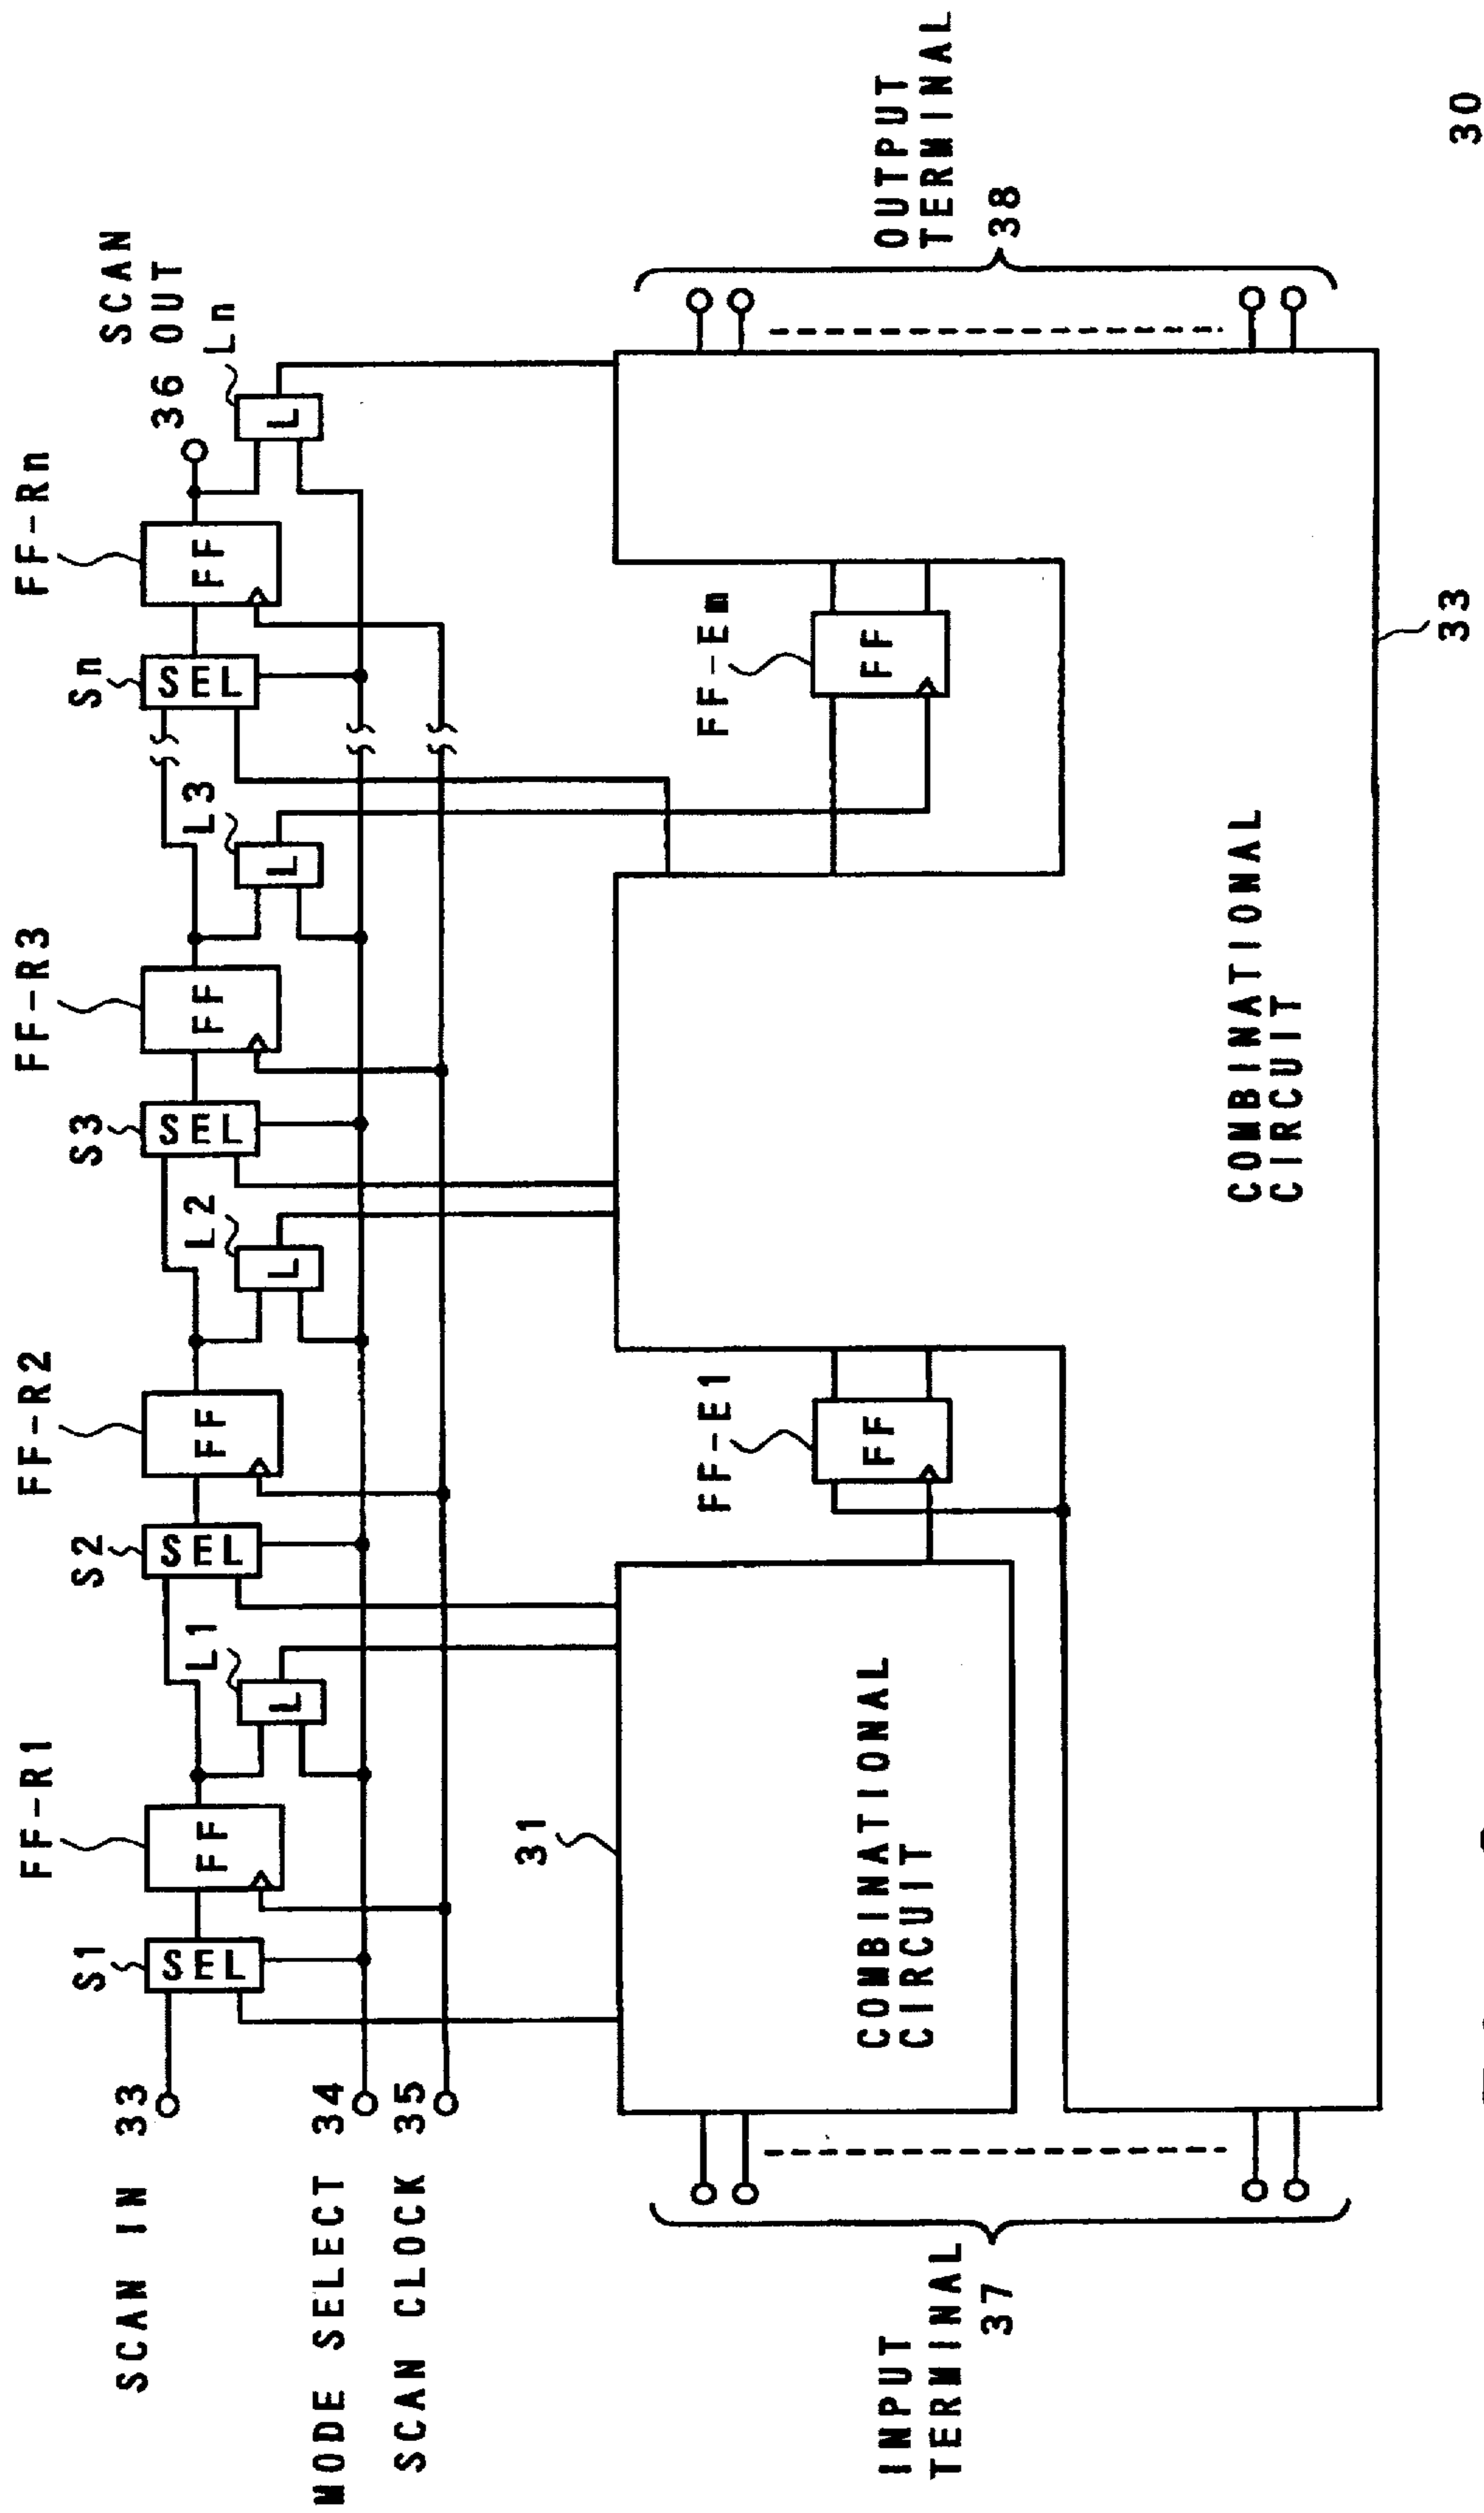 FF-R1
FF-R2
FF-R3
FF-Rn
S1
S2
S3
Sn
SCAN
36 OUT
SCAN IN 33
SEL
FF
SEL
FF
SEL
FF
SEL
FF
L1
L2
L3
Ln
L
L
L
L
MODE SELECT 34
SCAN CLOCK 35
31
FF-E1
FF-Em
FF
FF
INPUT
TERMINAL
37
COMBINATIONAL
CIRCUIT
OUTPUT
TERMINAL
38
COMBINATIONAL
CIRCUIT
33
30